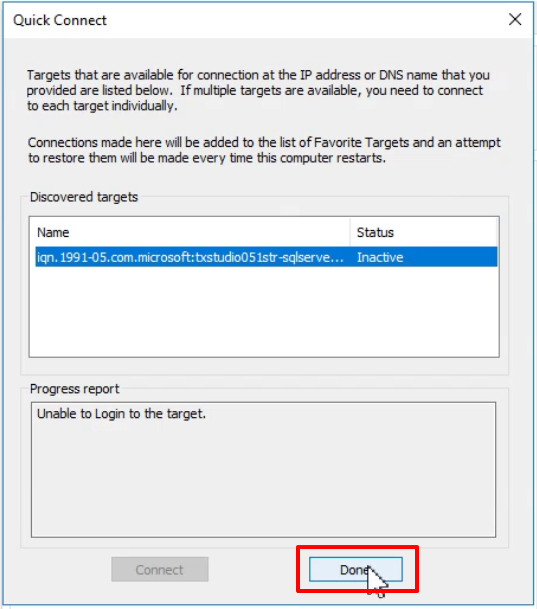 Quick Connect
Targets that are available for connection at the IP address or DNS name that you
provided are listed below. If multiple targets are available, you need to connect
to each target individually.
Connections made here will be added to the list of Favorite Targets and an attempt
to restore them will be made every time this computer restarts.
Discovered targets
Name Status
iqn.1991-05.com.microsoft:txstudio051str-sqlserve... Inactive
Progress report
Unable to Login to the target.
Connect Done